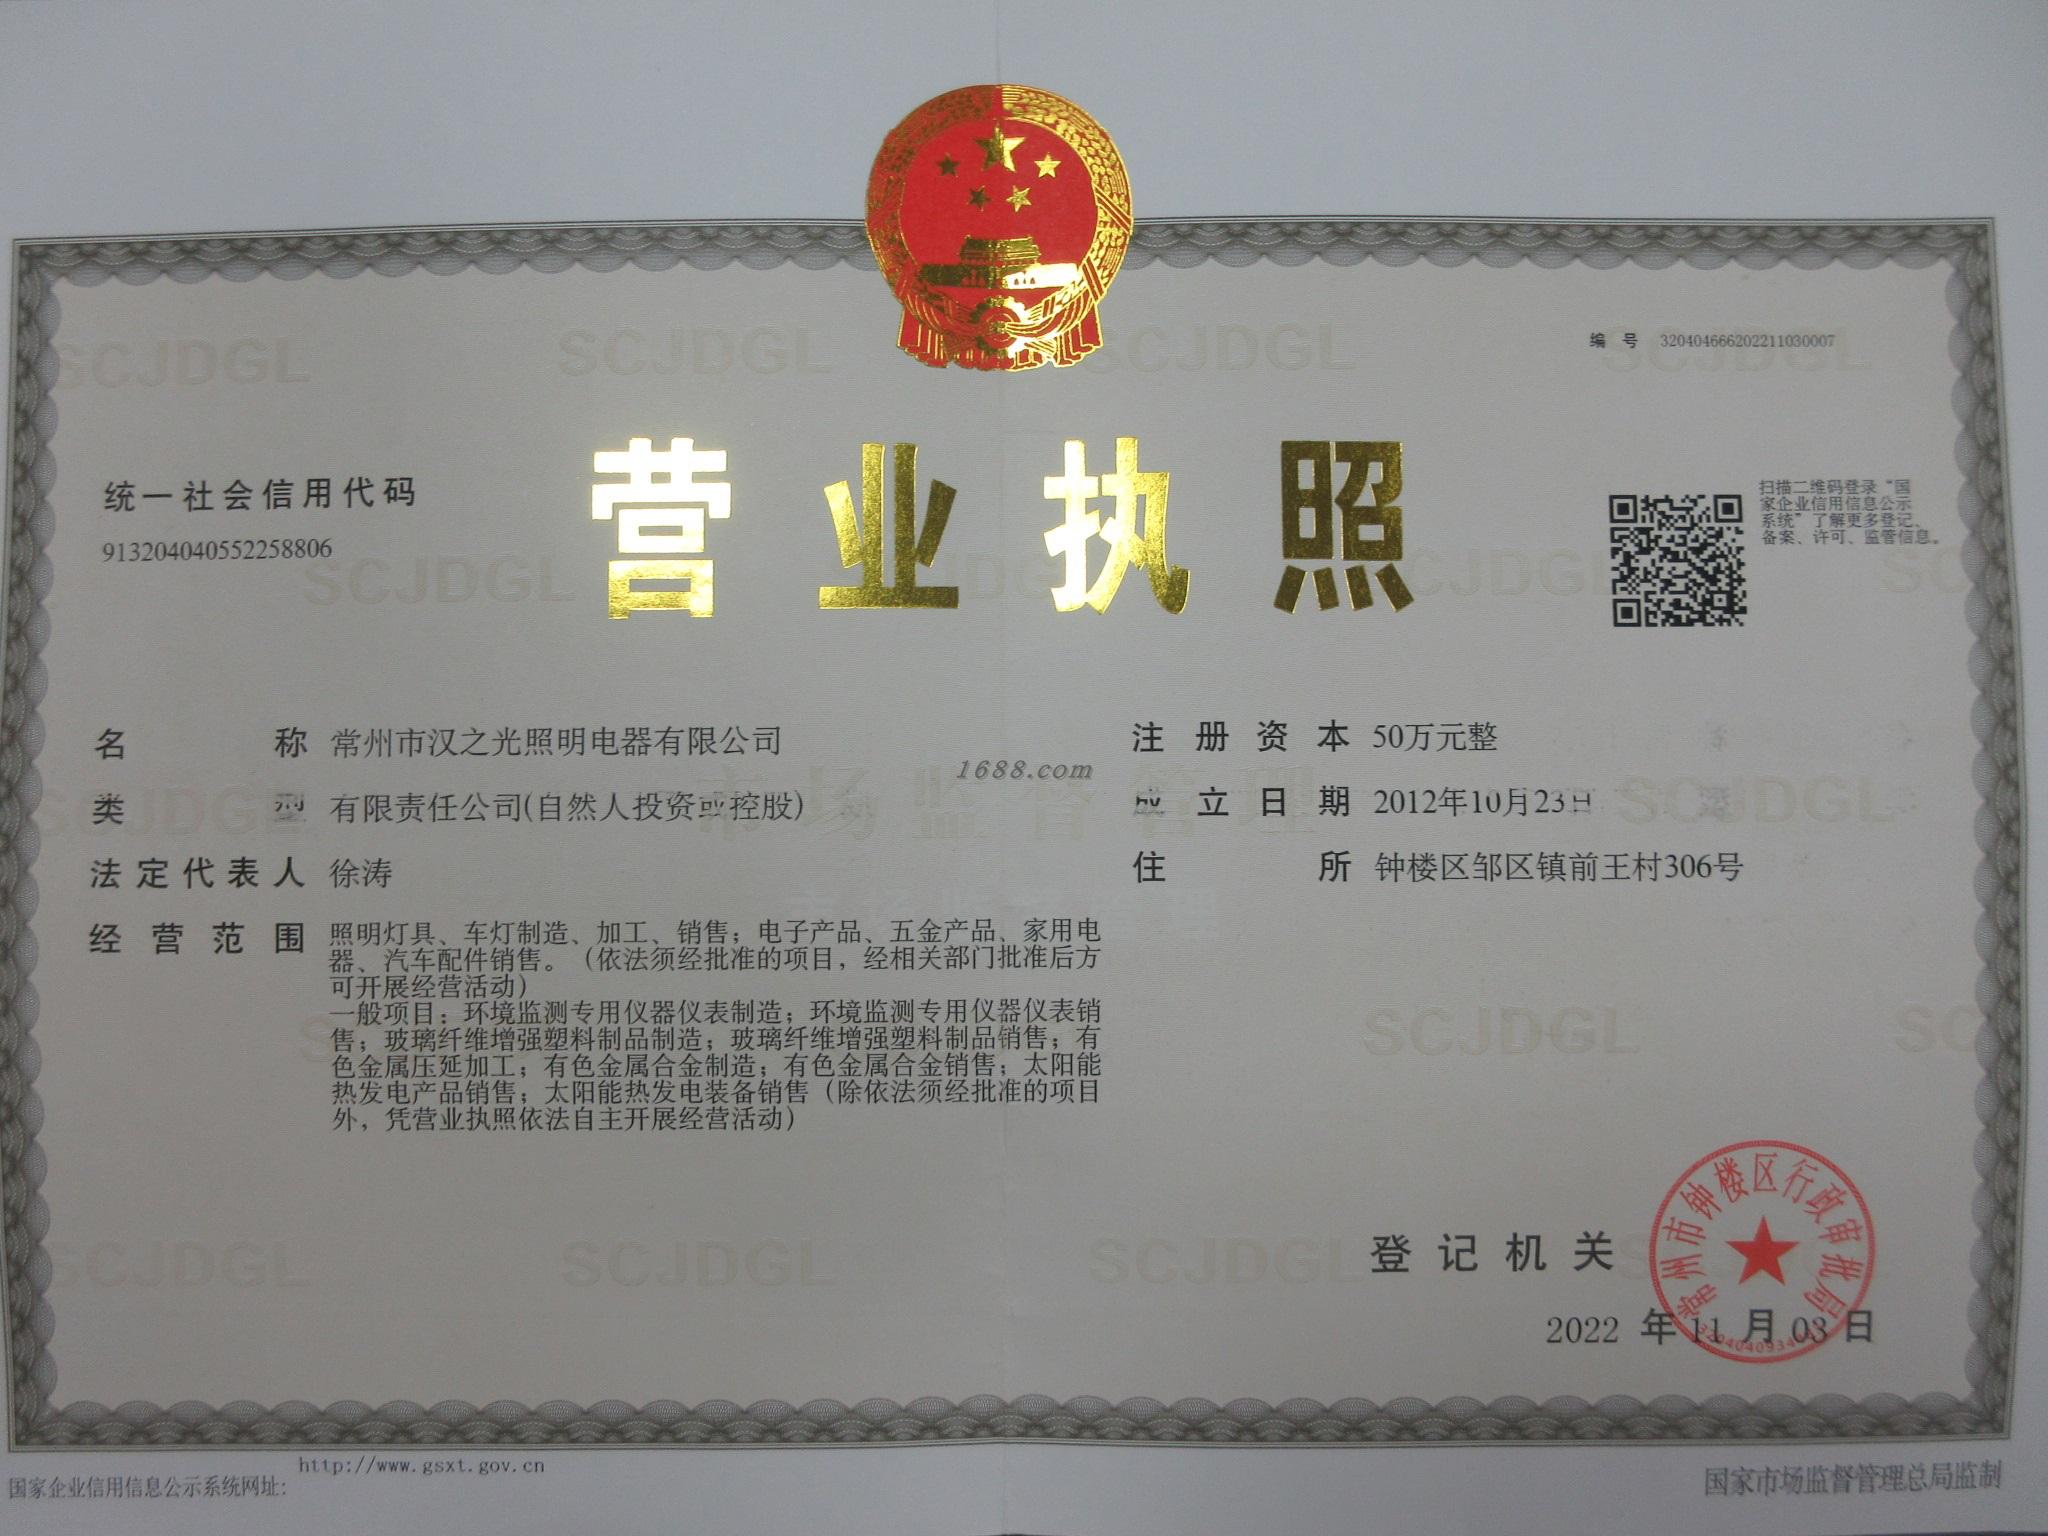 编 号 320404666202211030007
营业执照
统一社会信用代码
913204040552258806
扫描二维码登录“国
家企业信用信息公示
系统”了解更多登记、
备案、许可、监管信息。
名 称 常州市汉之光照明电器有限公司
类 型 有限责任公司(自然人投资或控股)
法定代表人 徐涛
经营范围 照明灯具、车灯制造、加工、销售；电子产品、五金产品、家用电
器、汽车配件销售。（依法须经批准的项目，经相关部门批准后方
可开展经营活动）
一般项目：环境监测专用仪器仪表制造；环境监测专用仪器仪表销
售；玻璃纤维增强塑料制品制造；玻璃纤维增强塑料制品销售；有
色金属压延加工；有色金属合金制造；有色金属合金销售；太阳能
热发电产品销售；太阳能热发电装备销售（除依法须经批准的项目
外，凭营业执照依法自主开展经营活动）
注册资本 50万元整
成立日期 2012年10月23日
住 所 钟楼区邹区镇前王村306号
1688.com
市场监督管理
SCJDGL
登记机关
常州市钟楼区行政审批局
2022 年 11 月 03 日
国家企业信用信息公示系统网址：
http://www.gsxt.gov.cn
国家市场监督管理总局监制